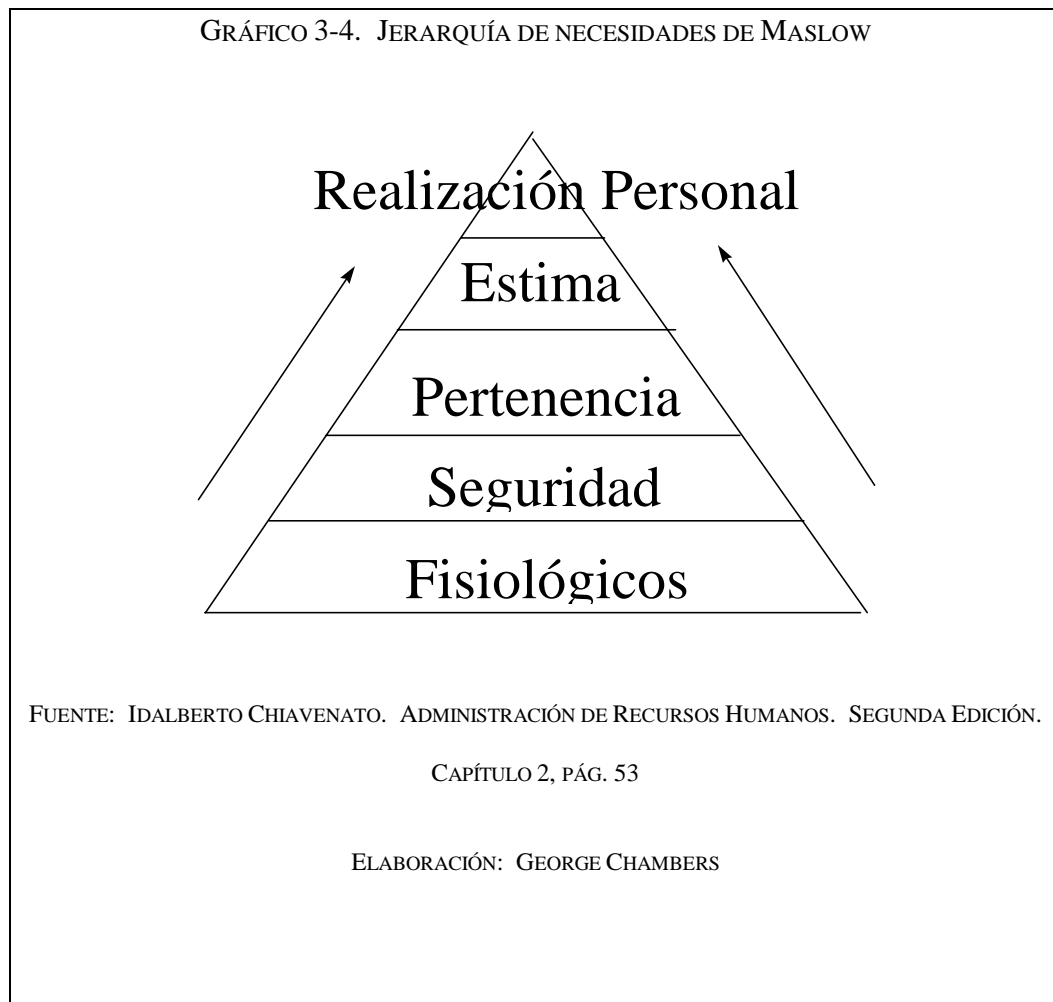 GRÁFICO 3-4. JERARQUÍA DE NECESIDADES DE MASLOW
Realización Personal
Estima
Pertenencia
Seguridad
Fisiológicos
FUENTE: IDALBERTO CHIAVENATO. ADMINISTRACIÓN DE RECURSOS HUMANOS. SEGUNDA EDICIÓN.
CAPÍTULO 2, PÁG. 53
ELABORACIÓN: GEORGE CHAMBERS